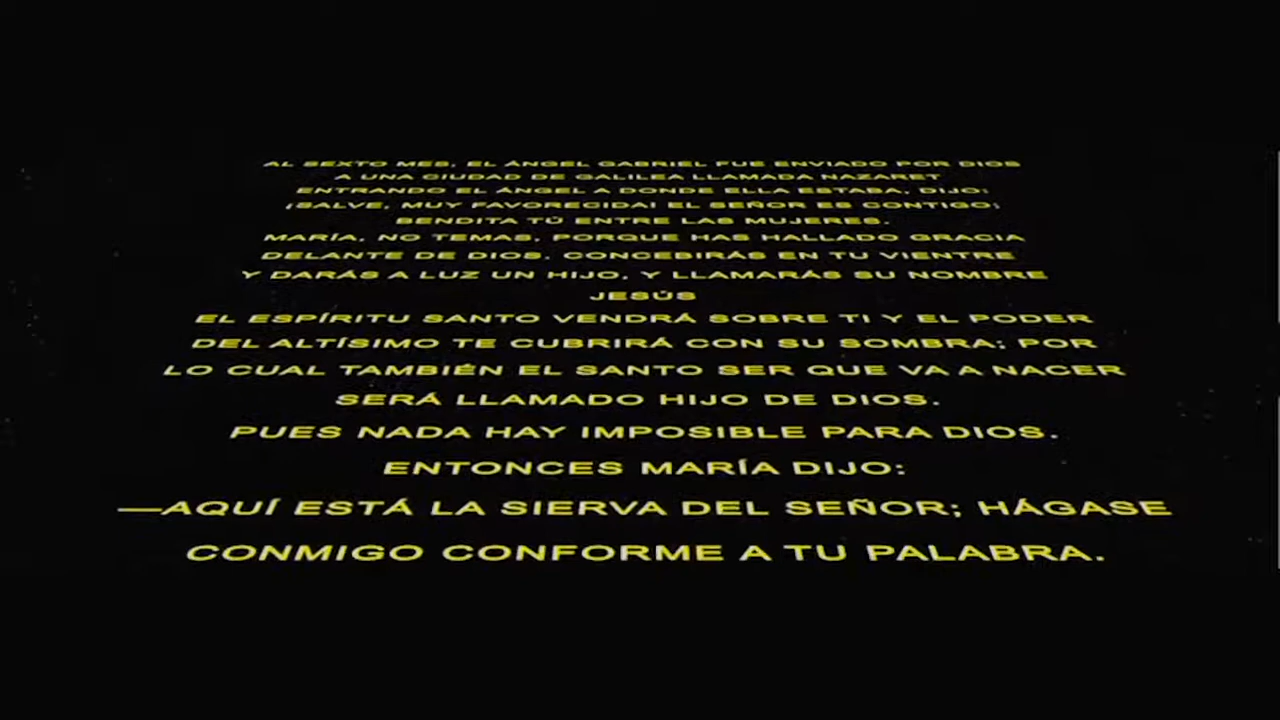 AL SEXTO MES, EL ÁNGEL GABRIEL FUE ENVIADO POR DIOS
A UNA CIUDAD DE GALILEA LLAMADA NAZARET
ENTRANDO EL ÁNGEL A DONDE ELLA ESTABA, DIJO:
¡SALVE, MUY FAVORECIDA! EL SEÑOR ES CONTIGO;
BENDITA TÚ ENTRE LAS MUJERES.
MARÍA, NO TEMAS, PORQUE HAS HALLADO GRACIA
DELANTE DE DIOS. CONCEBIRÁS EN TU VIENTRE
Y DARÁS A LUZ UN HIJO, Y LLAMARÁS SU NOMBRE
JESÚS
EL ESPÍRITU SANTO VENDRÁ SOBRE TI Y EL PODER
DEL ALTÍSIMO TE CUBRIRÁ CON SU SOMBRA; POR
LO CUAL TAMBIÉN EL SANTO SER QUE VA A NACER
SERÁ LLAMADO HIJO DE DIOS.
PUES NADA HAY IMPOSIBLE PARA DIOS.
ENTONCES MARÍA DIJO:
—AQUÍ ESTÁ LA SIERVA DEL SEÑOR; HÁGASE
CONMIGO CONFORME A TU PALABRA.